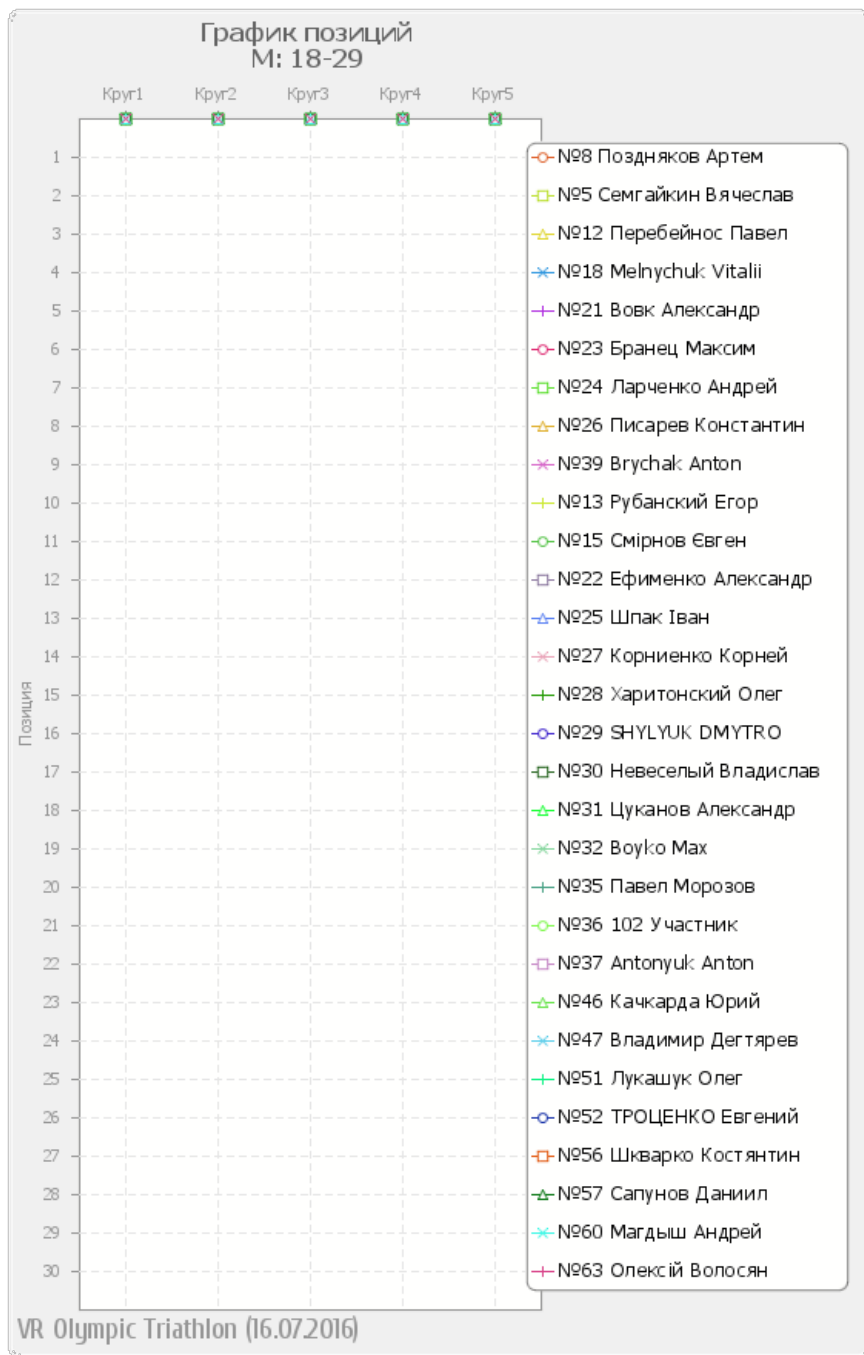 График позиций
М: 18-29
Круг1 Круг2 Круг3 Круг4 Круг5
1 №8 Поздняков Артем
2 №5 Семгайкин Вячеслав
3 №12 Перебейнос Павел
4 №18 Melnychuk Vitalii
5 №21 Вовк Александр
6 №23 Бранец Максим
7 №24 Ларченко Андрей
8 №26 Писарев Константин
9 №39 Brychak Anton
10 №13 Рубанский Егор
11 №15 Смірнов Євген
12 №22 Ефименко Александр
13 №25 Шпак Іван
14 №27 Корниенко Корней
Позиция
15 №28 Харитонский Олег
16 №29 SHYLYUK DMYTRO
17 №30 Невеселый Владислав
18 №31 Цуканов Александр
19 №32 Boyko Max
20 №35 Павел Морозов
21 №36 102 Участник
22 №37 Antonyuk Anton
23 №46 Качкарда Юрий
24 №47 Владимир Дегтярев
25 №51 Лукашук Олег
26 №52 ТРОЦЕНКО Евгений
27 №56 Шкварко Костянтин
28 №57 Сапунов Даниил
29 №60 Магдыш Андрей
30 №63 Олексій Волосян
VR Olympic Triathlon (16.07.2016)